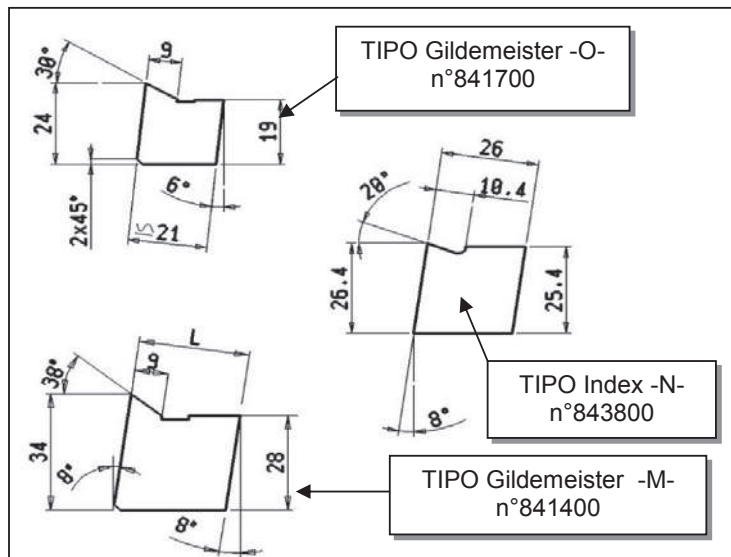 TIPO Gildemeister -O-
n°841700
30°
9
24
19
2x45°
6°
≃21
26
10.4
20°
26.4
25.4
8°
TIPO Index -N-
n°843800
L
9
38°
34
28
8°
8°
TIPO Gildemeister -M-
n°841400